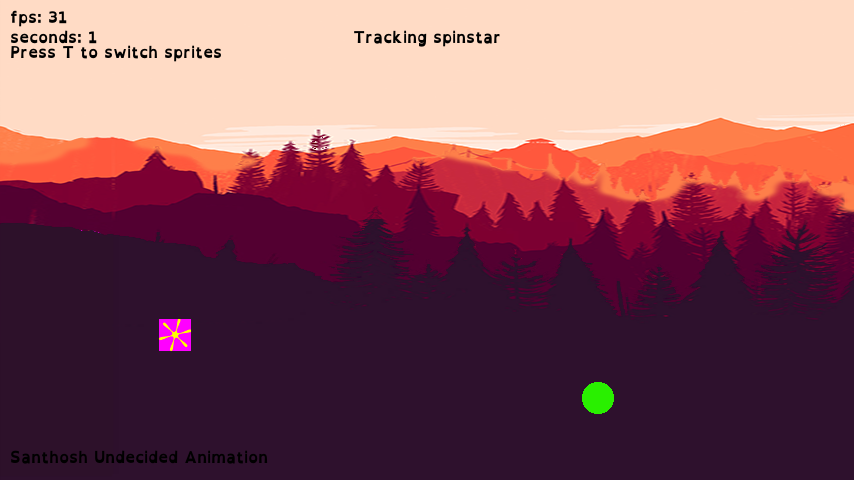 fps: 31
seconds: 1
Tracking spinstar
Press T to switch sprites
Santhosh Undecided Animation